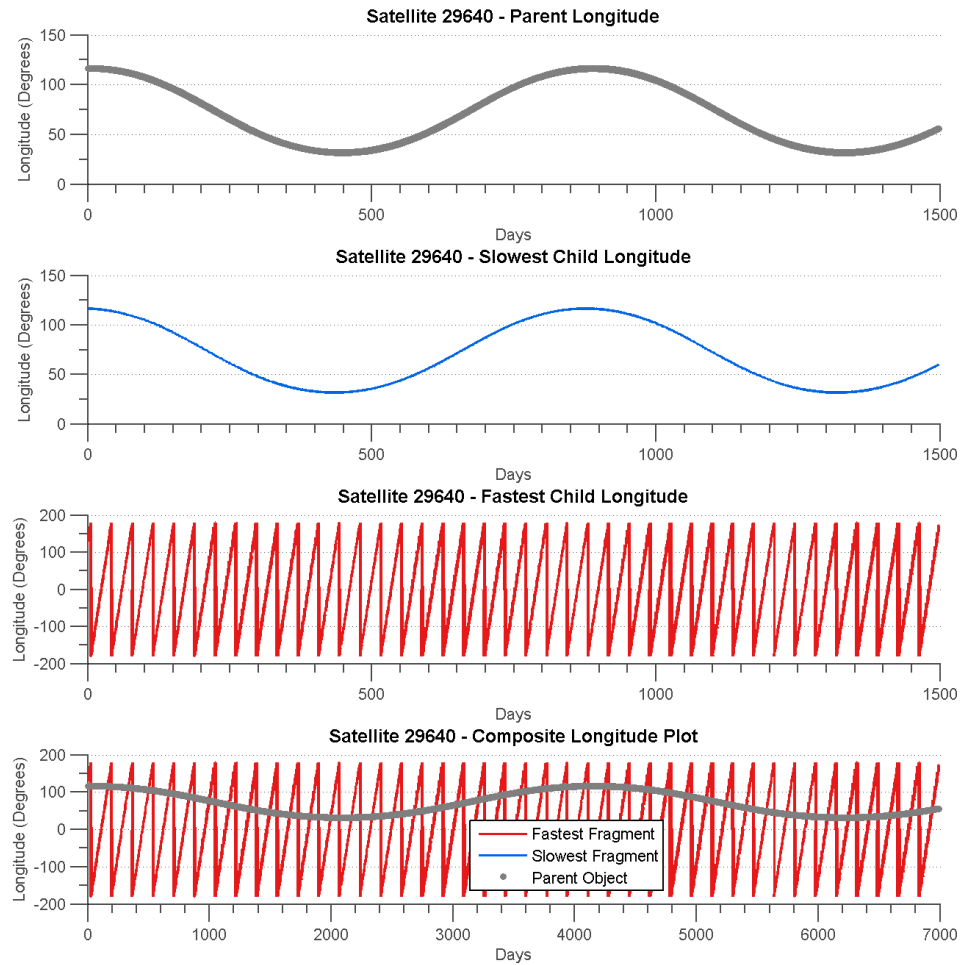 Satellite 29640 - Parent Longitude
Longitude (Degrees)
150
100
50
0
0 500 1000 1500
Days
Satellite 29640 - Slowest Child Longitude
Longitude (Degrees)
150
100
50
0
0 500 1000 1500
Days
Satellite 29640 - Fastest Child Longitude
Longitude (Degrees)
200
100
0
-100
-200
0 500 1000 1500
Days
Satellite 29640 - Composite Longitude Plot
Longitude (Degrees)
200
100
0
-100
-200
Fastest Fragment
Slowest Fragment
Parent Object
0 1000 2000 3000 4000 5000 6000 7000
Days